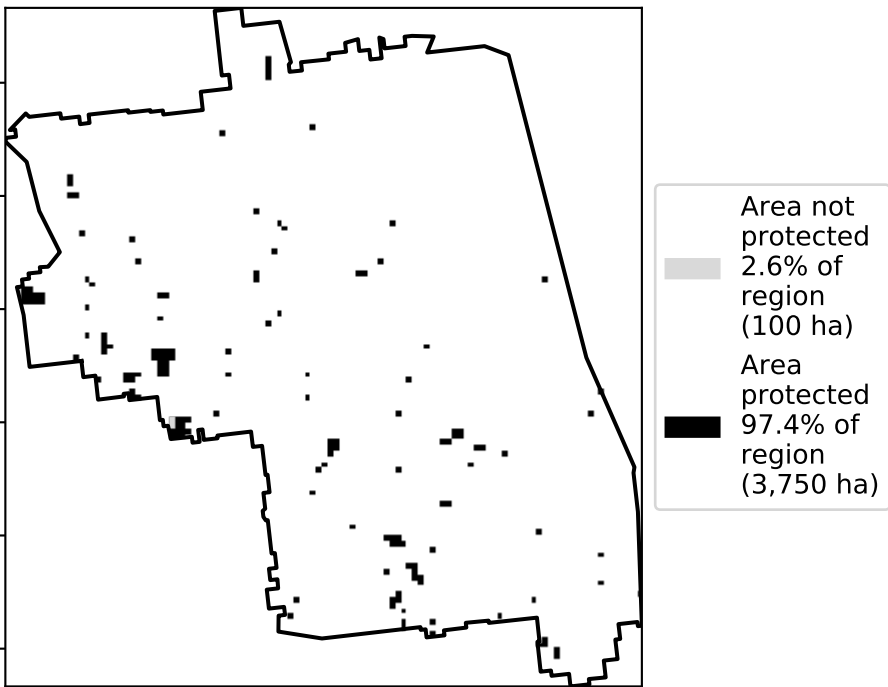 Area not
protected
2.6% of
region
(100 ha)
Area
protected
97.4% of
region
(3,750 ha)